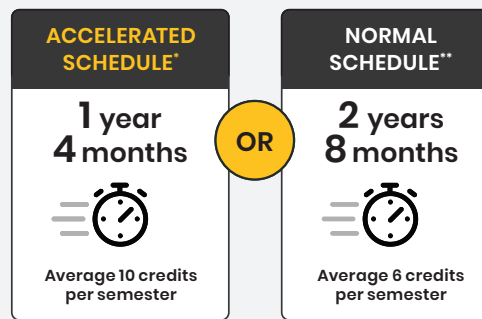 ACCELERATED
SCHEDULE*
1 year
4 months
Average 10 credits
per semester
OR
NORMAL
SCHEDULE**
2 years
8 months
Average 6 credits
per semester